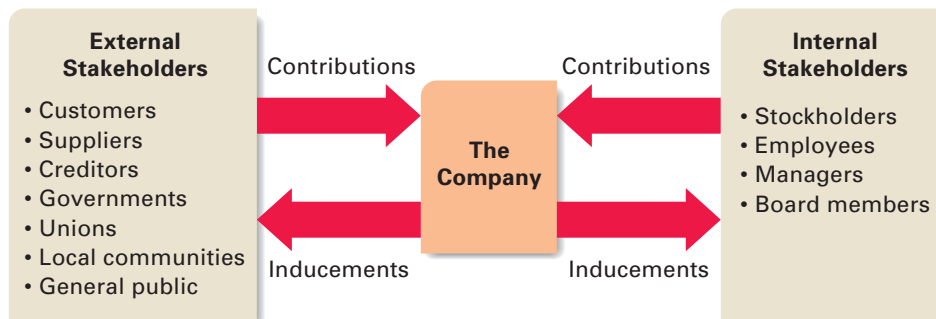 External
Stakeholders
• Customers
• Suppliers
• Creditors
• Governments
• Unions
• Local communities
• General public
Contributions
Inducements
The
Company
Contributions
Inducements
Internal
Stakeholders
• Stockholders
• Employees
• Managers
• Board members